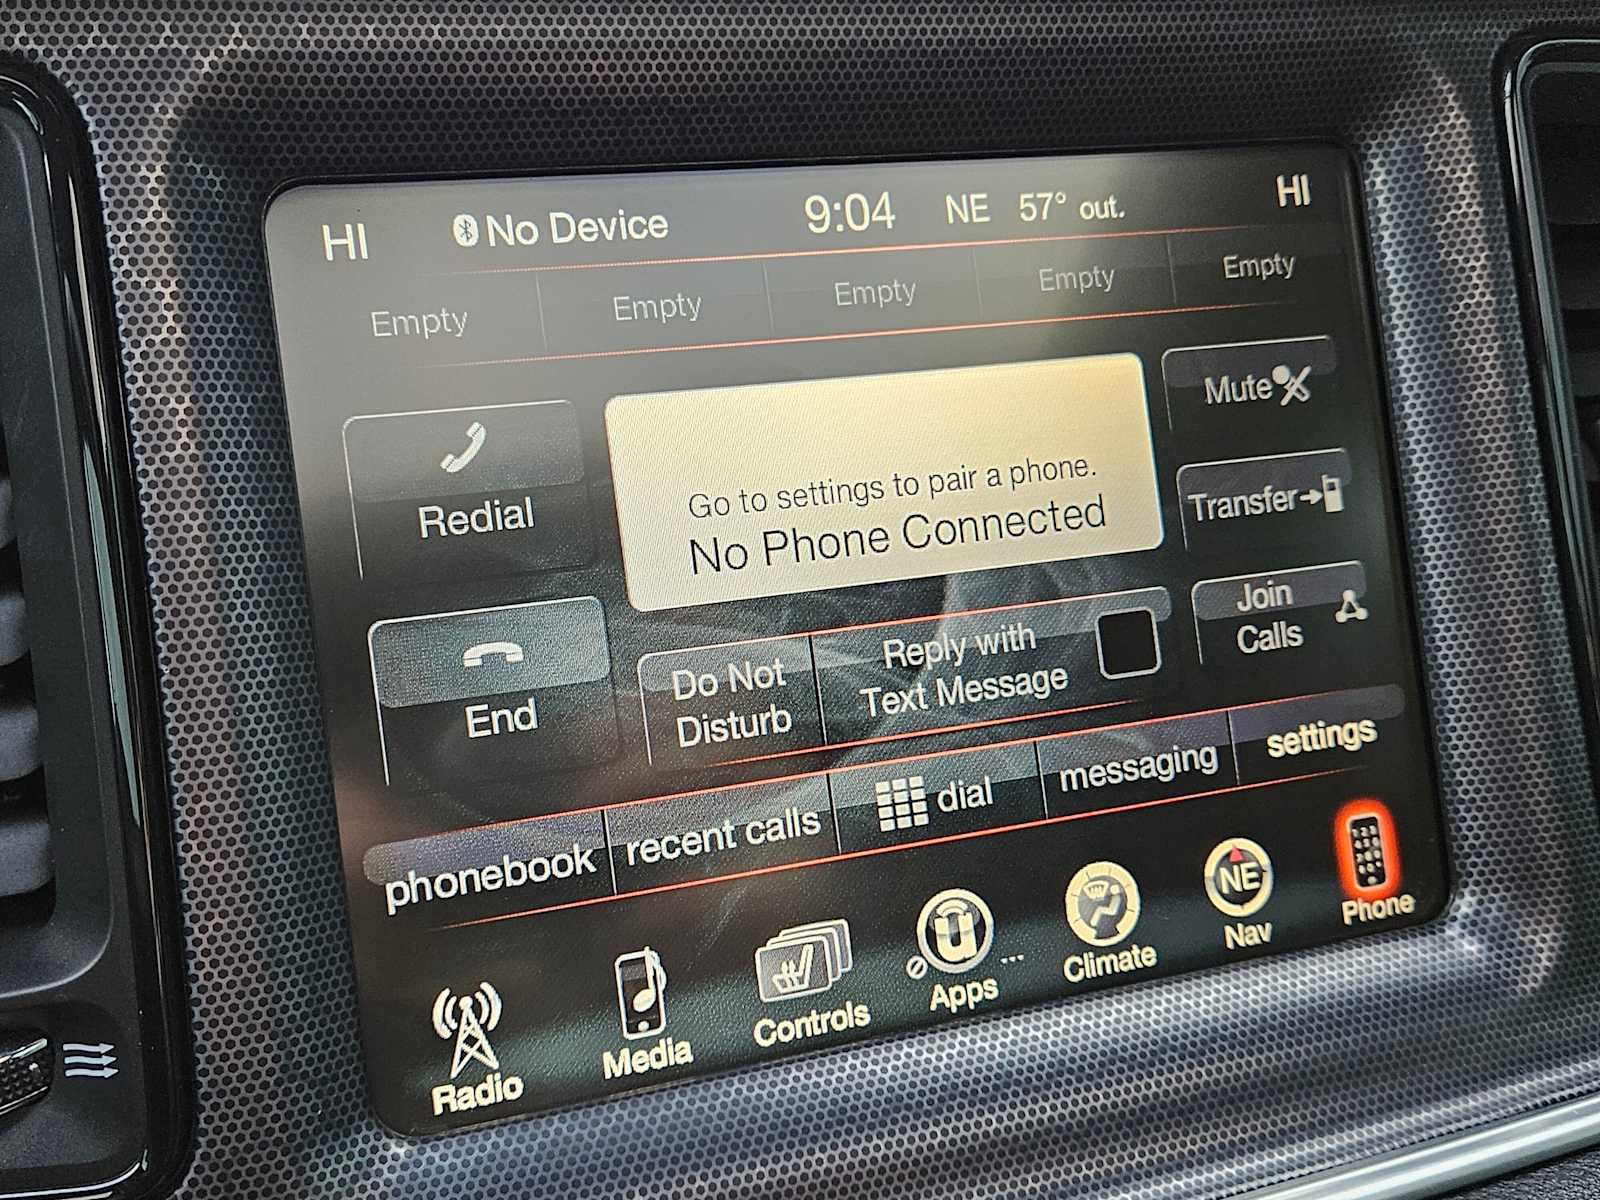 HI No Device 9:04 NE 57° out. HI
Empty Empty Empty Empty Empty
Redial
Go to settings to pair a phone.
No Phone Connected
Mute
Transfer
Join
Calls
End
Do Not
Disturb
Reply with
Text Message
phonebook recent calls dial messaging settings
NE
Radio Media Controls Apps ... Climate Nav Phone